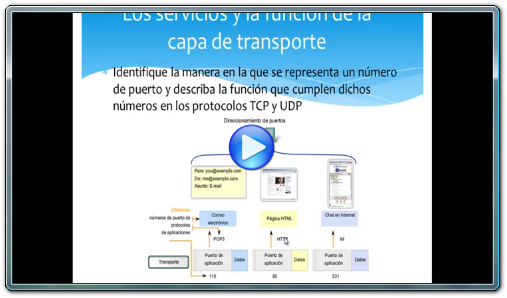 Los servicios y la función de la
capa de transporte
Identifique la manera en la que se representa un número
de puerto y describa la función que cumplen dichos
números en los protocolos TCP y UDP
Direccionamiento de puertos
Para: you@example.com
De: me@example.com
Asunto: E-mail
Diferentes
números de puerto de
protocolos
de aplicaciones
Correo
electrónico
Página HTML
Chat en Internet
POP3
HTTP
IM
Transporte
Puerto de
aplicación
Datos
Puerto de
aplicación
Datos
Puerto de
aplicación
Datos
110
80
531